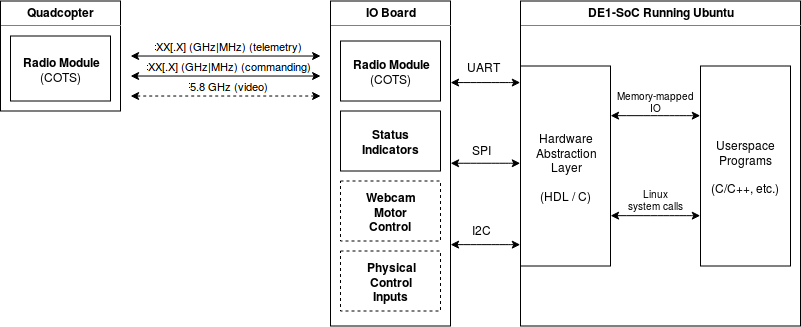 Quadcopter
Radio Module
(COTS)
:XX[.X] (GHz|MHz) (telemetry)
:XX[.X] (GHz|MHz) (commanding)
:5.8 GHz (video)
IO Board
Radio Module
(COTS)
Status
Indicators
Webcam
Motor
Control
Physical
Control
Inputs
UART
SPI
I2C
DE1-SoC Running Ubuntu
Hardware
Abstraction
Layer
(HDL / C)
Memory-mapped
IO
Linux
system calls
Userspace
Programs
(C/C++, etc.)